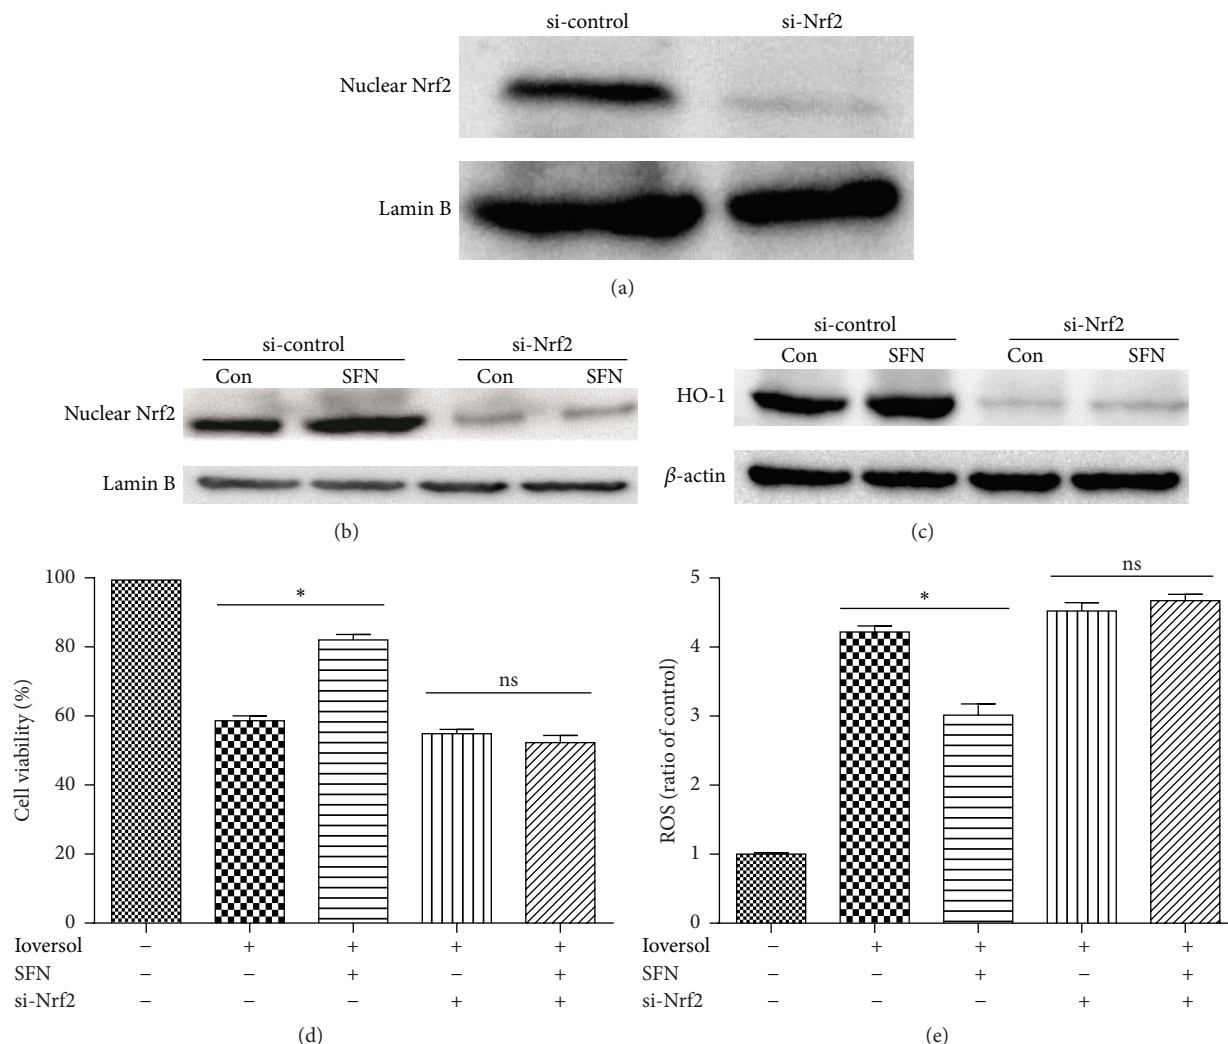 si-control si-Nrf2
Nuclear Nrf2
Lamin B
(a)
si-control si-Nrf2
Con SFN Con SFN
Nuclear Nrf2
Lamin B
(b)
si-control si-Nrf2
Con SFN Con SFN
HO-1
β-actin
(c)
100
80
60
40
20
0
Cell viability (%)
*
ns
Ioversol − + + + +
SFN − − + − +
si-Nrf2 − − − + +
(d)
5
4
3
2
1
0
ROS (ratio of control)
*
ns
Ioversol − + + + +
SFN − − + − +
si-Nrf2 − − − + +
(e)